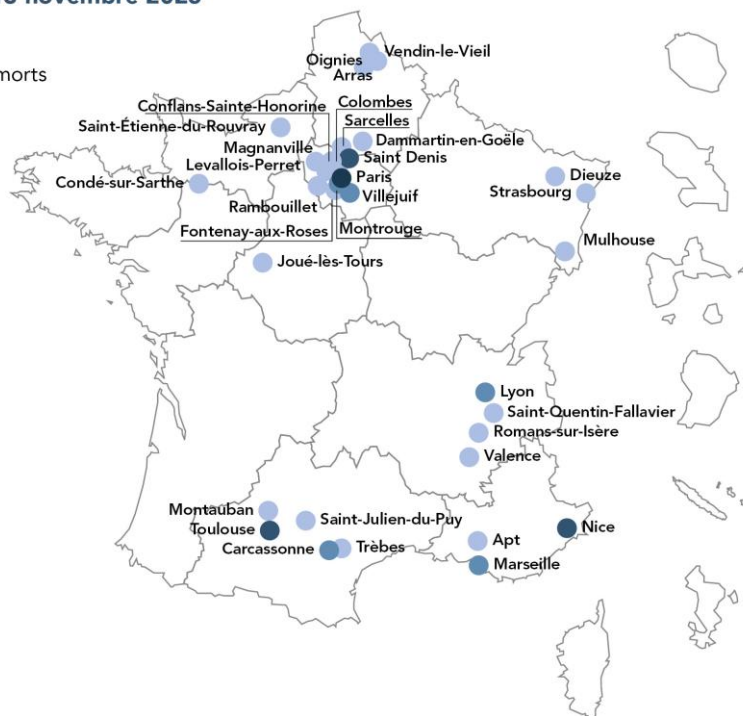 novembre 2025
morts
Vendin-le-Vieil
Oignies
Arras
Conflans-Sainte-Honorine
Colombes
Sarcelles
Saint-Étienne-du-Rouvray
Dammartin-en-Goële
Magnanville
Saint Denis
Levallois-Perret
Paris
Dieuze
Condé-sur-Sarthe
Villejuif
Strasbourg
Rambouillet
Fontenay-aux-Roses
Montrouge
Mulhouse
Joué-lès-Tours
Lyon
Saint-Quentin-Fallavier
Romans-sur-Isère
Valence
Montauban
Saint-Julien-du-Puy
Toulouse
Nice
Carcassonne
Trèbes
Apt
Marseille